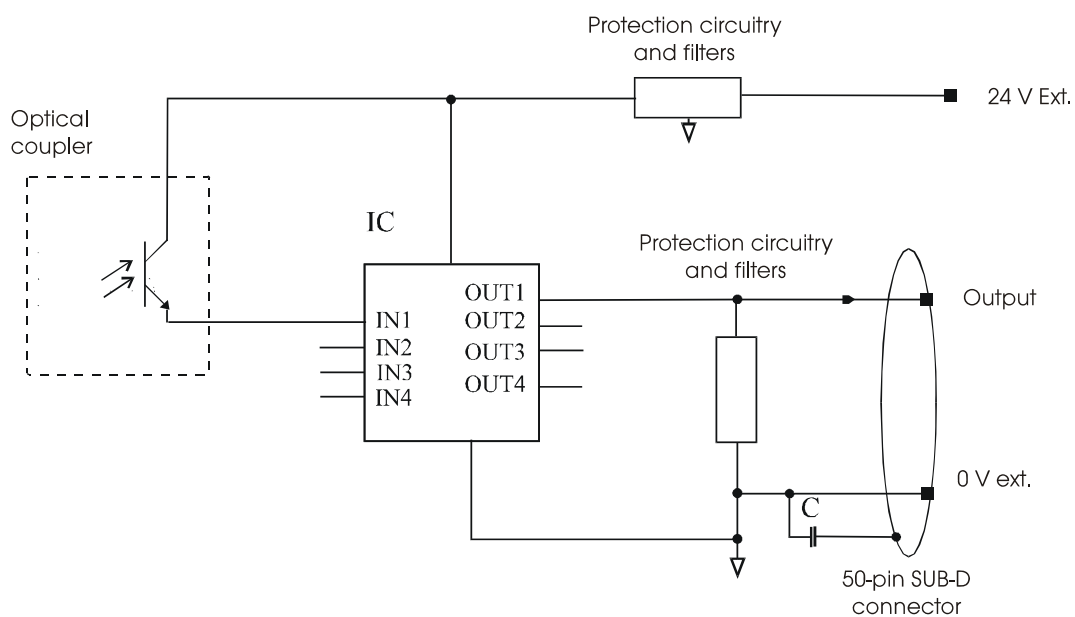 Protection circuitry
and filters
24 V Ext.
Optical
coupler
IC
Protection circuitry
and filters
OUT1
Output
IN1
OUT2
IN2
OUT3
IN3
OUT4
IN4
0 V ext.
C
50-pin SUB-D
connector